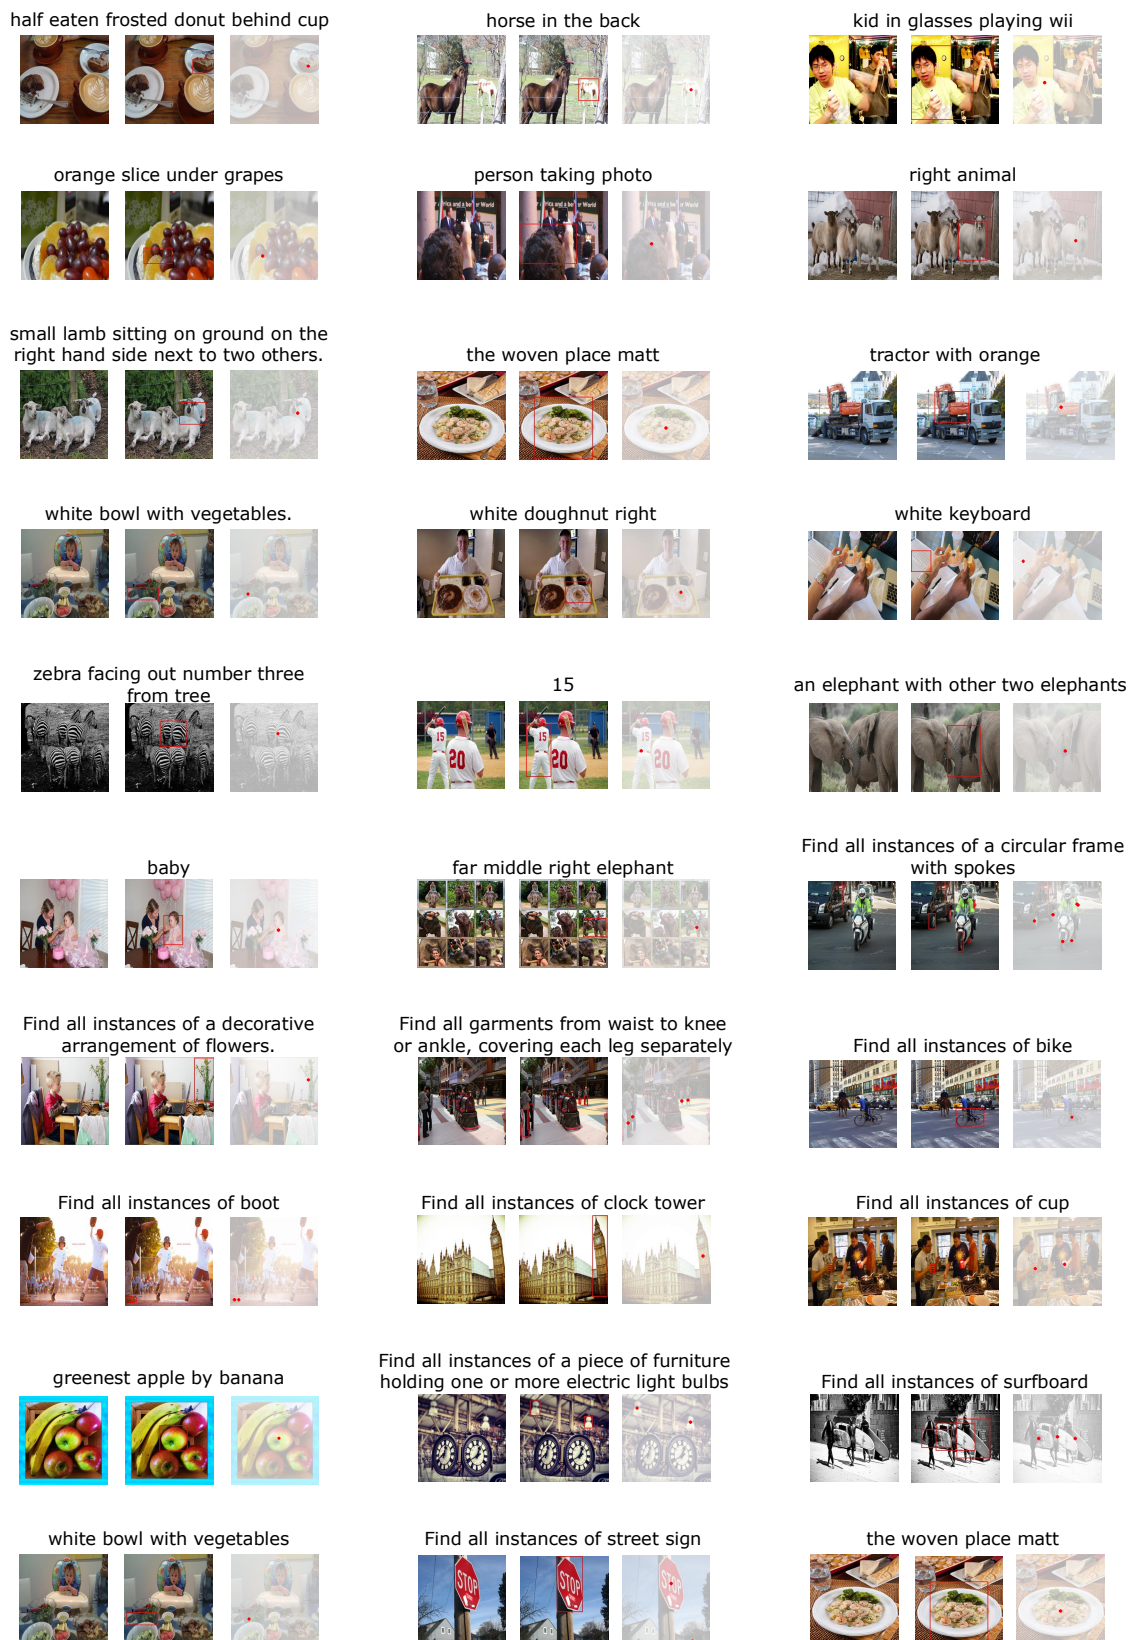 half eaten frosted donut behind cup
horse in the back
kid in glasses playing wii
orange slice under grapes
person taking photo
right animal
small lamb sitting on ground on the
right hand side next to two others.
the woven place matt
tractor with orange
white bowl with vegetables.
white doughnut right
white keyboard
zebra facing out number three
from tree
15
15
20
15
20
an elephant with other two elephants
baby
far middle right elephant
Find all instances of a circular frame
with spokes
Find all instances of a decorative
arrangement of flowers.
Find all garments from waist to knee
or ankle, covering each leg separately
Find all instances of bike
Find all instances of boot
Find all instances of clock tower
Find all instances of cup
greenest apple by banana
Find all instances of a piece of furniture
holding one or more electric light bulbs
Find all instances of surfboard
white bowl with vegetables
Find all instances of street sign
STOP
STOP
STOP
the woven place matt